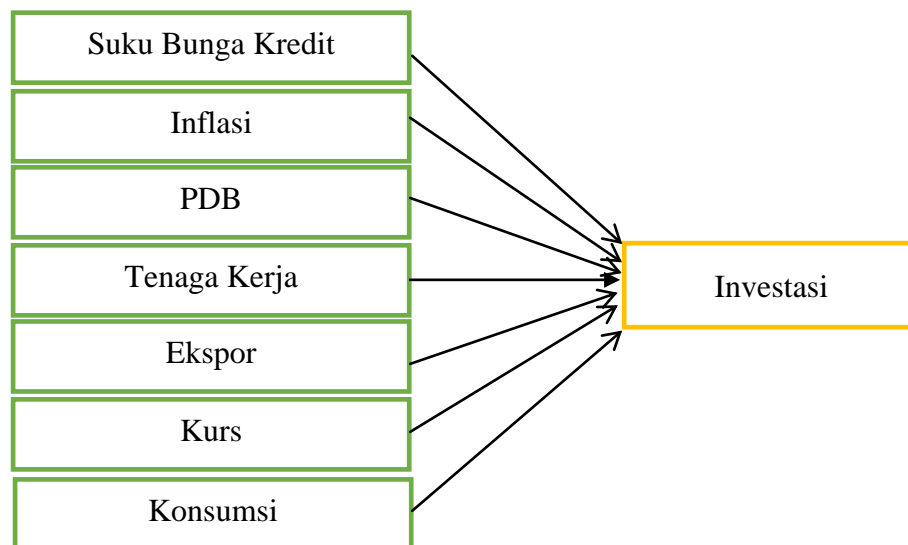 Suku Bunga Kredit
Inflasi
PDB
Tenaga Kerja
Ekspor
Kurs
Konsumsi
Investasi